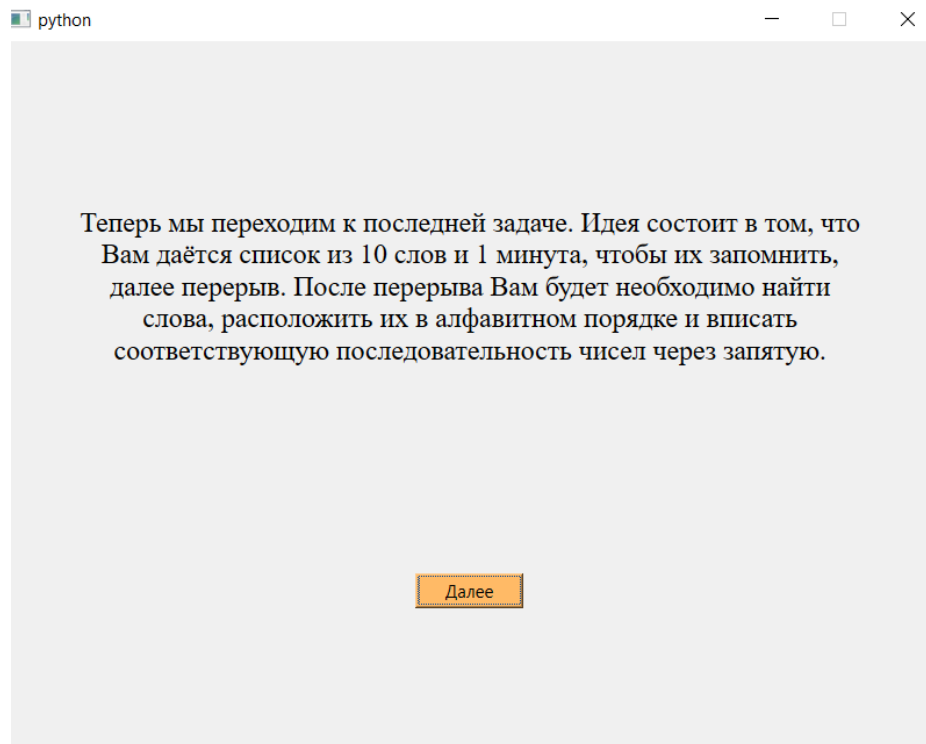 python
Теперь мы переходим к последней задаче. Идея состоит в том, что
Вам даётся список из 10 слов и 1 минута, чтобы их запомнить,
далее перерыв. После перерыва Вам будет необходимо найти
слова, расположить их в алфавитном порядке и вписать
соответствующую последовательность чисел через запятую.
Далее